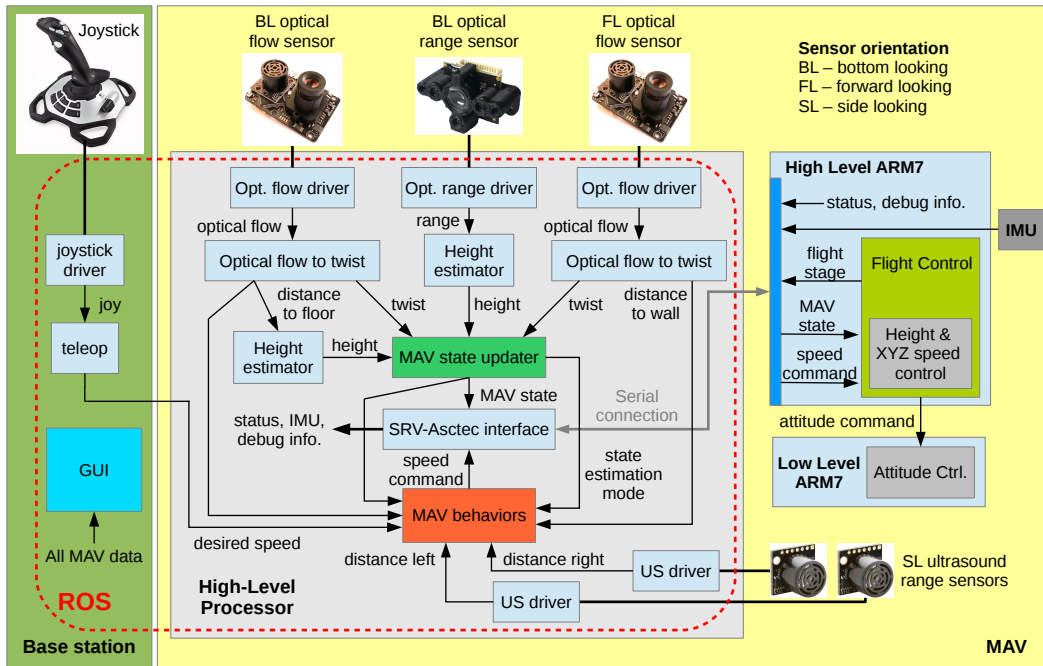 Joystick
BL optical
flow sensor
BL optical
range sensor
FL optical
flow sensor
Sensor orientation
BL – bottom looking
FL – forward looking
SL – side looking
Opt. flow driver
Opt. range driver
Opt. flow driver
High Level ARM7
status, debug info.
IMU
optical flow
range
optical flow
joystick
driver
Optical flow to twist
Height
estimator
Optical flow to twist
flight
stage
Flight Control
joy
distance
to floor
twist
height
twist
distance
to wall
MAV
state
teleop
Height
estimator
height
MAV state updater
Height &
XYZ speed
control
speed
command
MAV state
Serial
connection
status, IMU,
debug info.
SRV-Asctec interface
attitude command
GUI
speed
command
state
estimation
mode
Low Level
ARM7
Attitude Ctrl.
MAV behaviors
desired speed
All MAV data
distance left
distance right
US driver
SL ultrasound
range sensors
US driver
ROS
High-Level
Processor
Base station
MAV